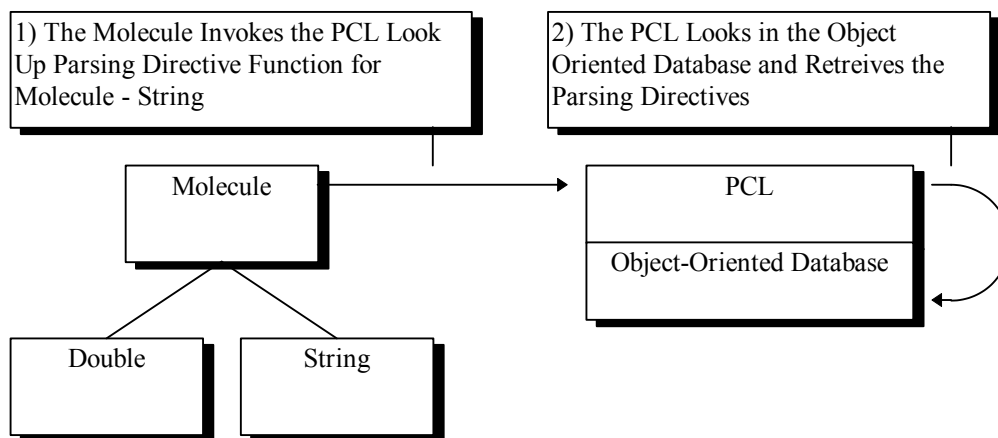 1) The Molecule Invokes the PCL Look
Up Parsing Directive Function for
Molecule - String
2) The PCL Looks in the Object
Oriented Database and Retreives the
Parsing Directives
Molecule
PCL
Object-Oriented Database
Double
String